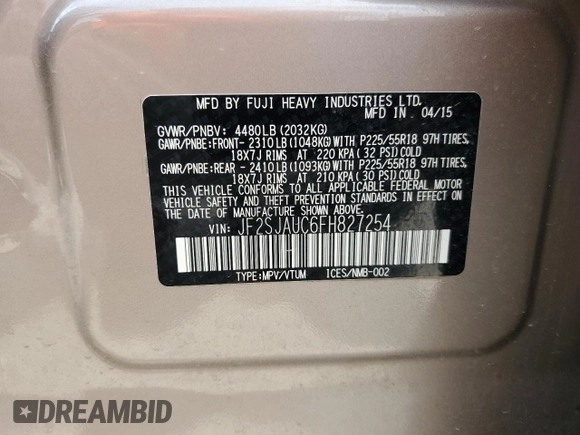 MFD BY FUJI HEAVY INDUSTRIES LTD.
MFD IN 04/15
GVWR/PNBV: 4480LB(2032KG)
GAWR/PNBE:FRONT- 2310LB(1048KG)WITH P225/55R18 97H TIRES,
18X7J RIMS AT 220 KPA(32 PSI)COLD
GAWR/PNBE:REAR - 2410LB(1093KG)WITH P225/55R18 97H TIRES,
18X7J RIMS AT 210 KPA(30 PSI)COLD
THIS VEHICLE CONFORMS TO ALL APPLICABLE FEDERAL MOTOR
VEHICLE SAFETY, BUMPER, AND THEFT PREVENTION
STANDARDS IN EFFECT ON THE DATE OF MANUFACTURE SHOWN ABOVE.
VIN: JF2SJAUC6FH827254
TYPE:MPV/VTUM ICES/NMB-002
DREAMBID